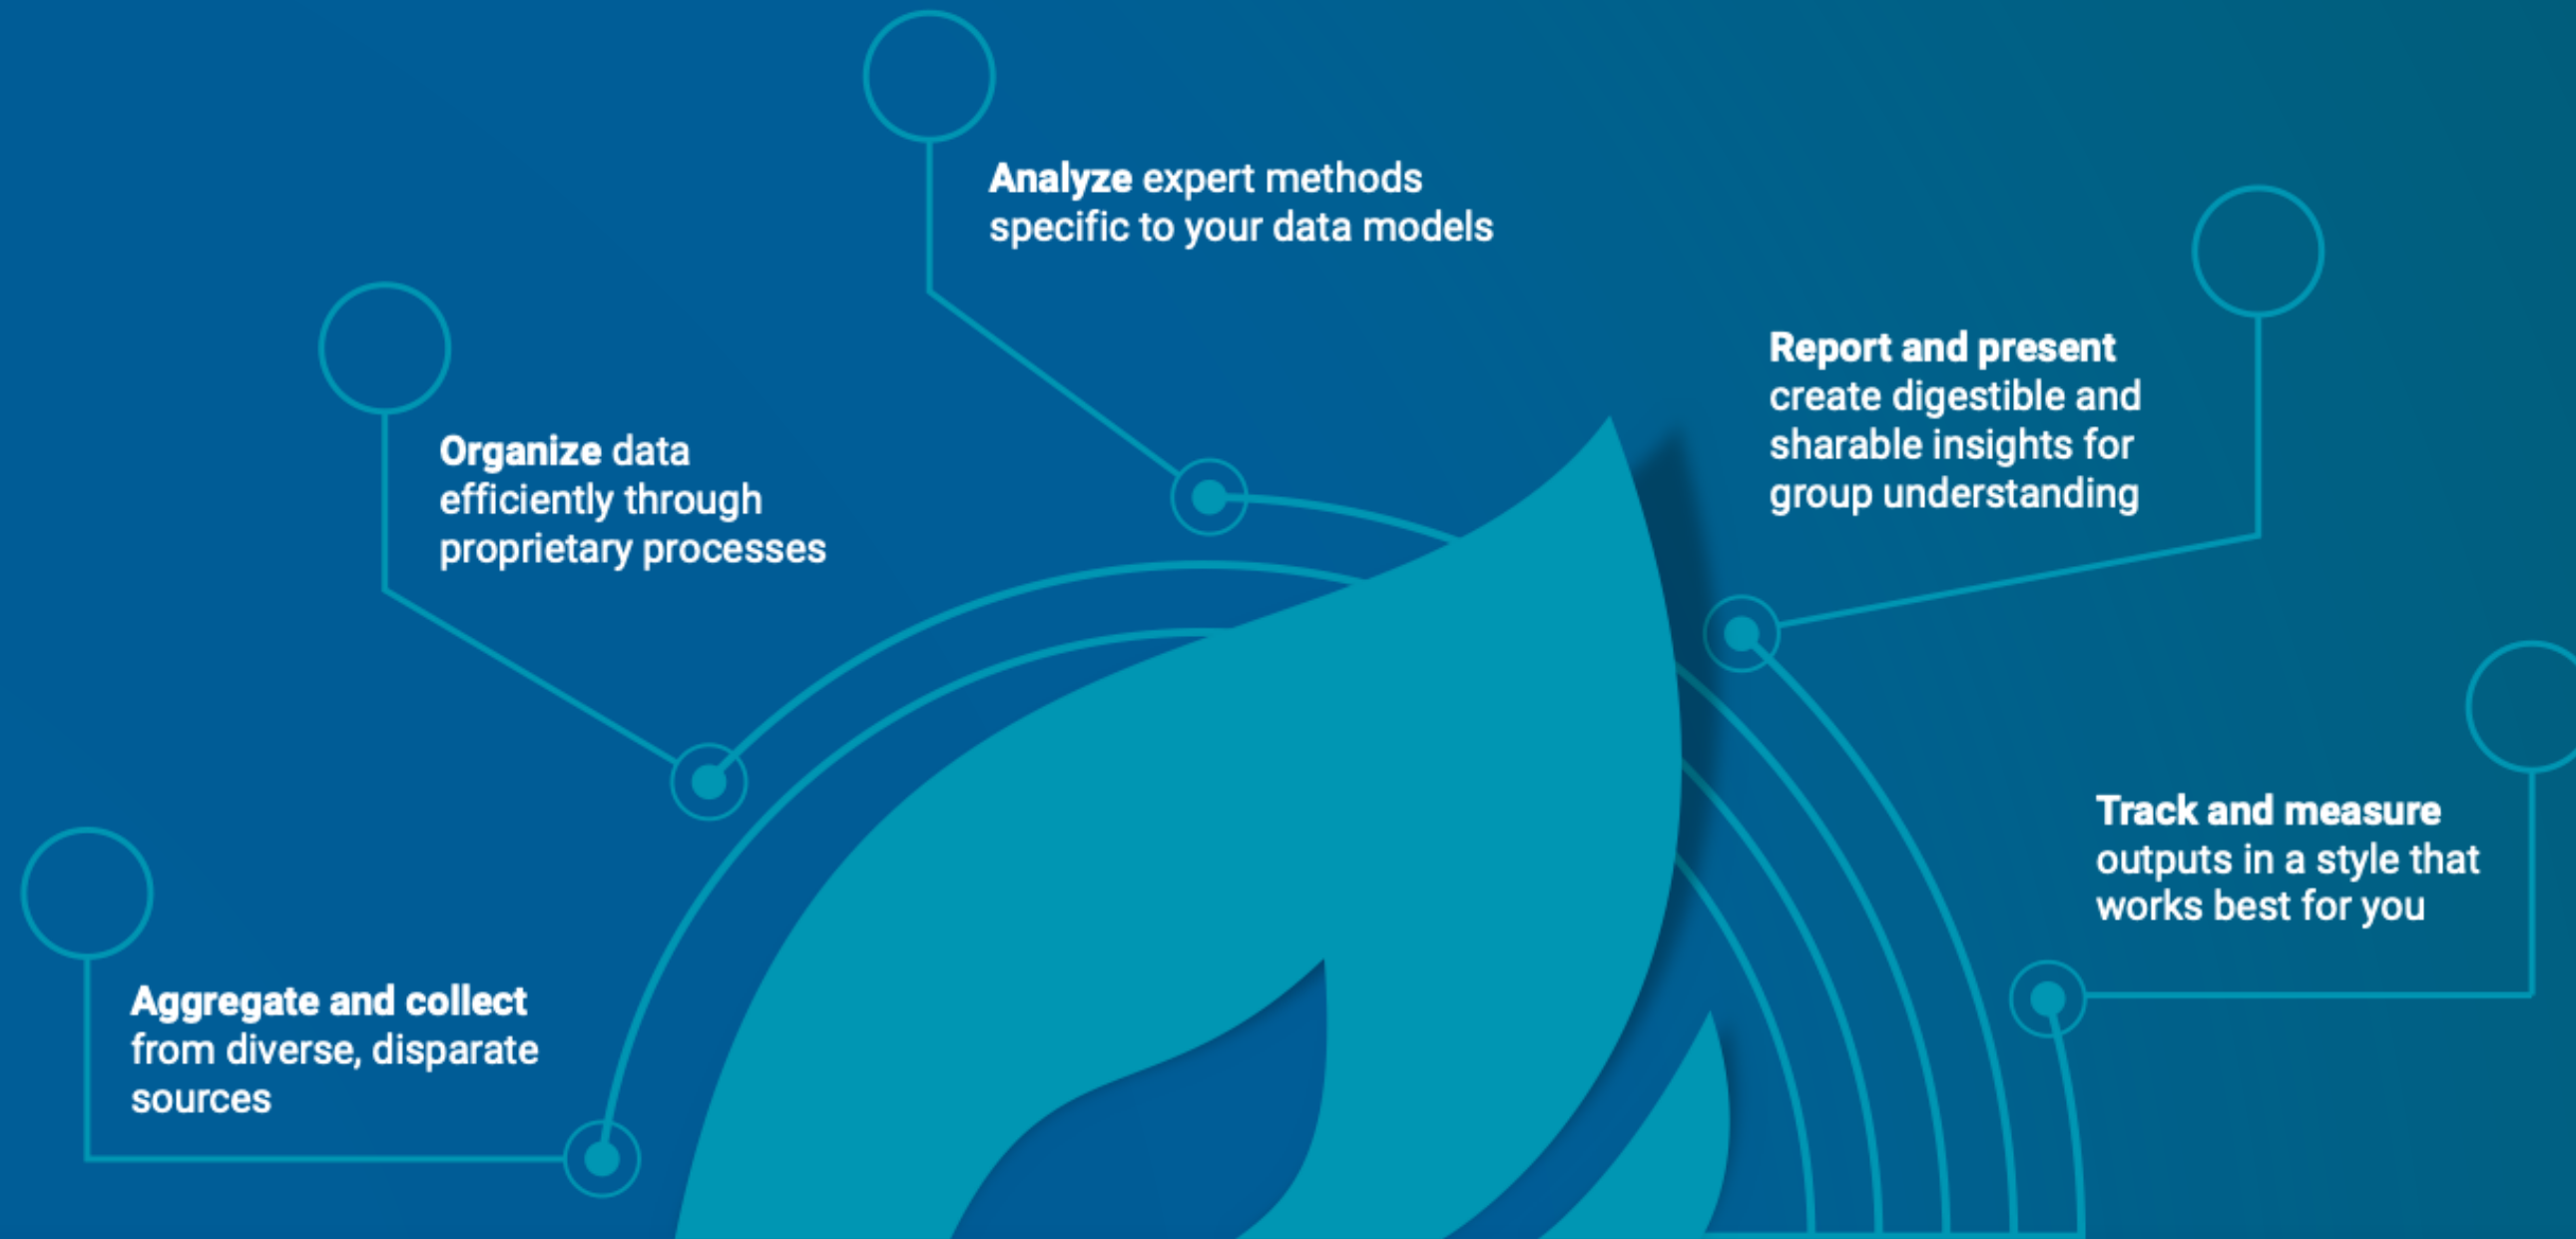 Analyze expert methods
specific to your data models
Report and present
create digestible and
sharable insights for
group understanding
Organize data
efficiently through
proprietary processes
Track and measure
outputs in a style that
works best for you
Aggregate and collect
from diverse, disparate
sources